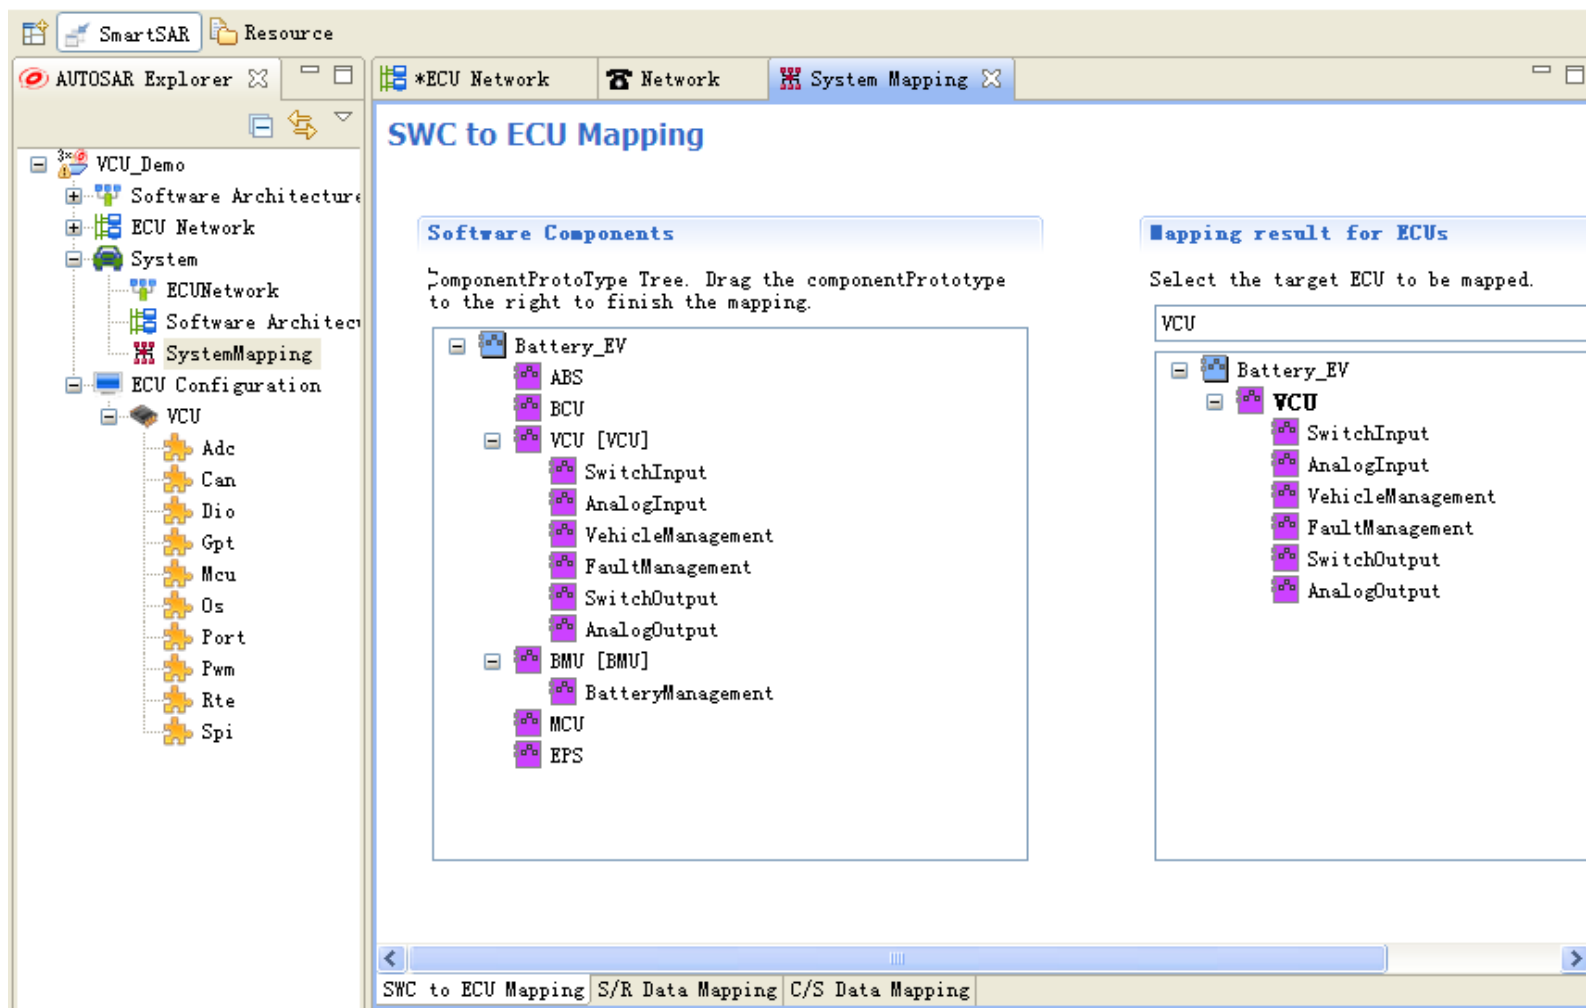 SmartSAR
Resource
AUTOSAR Explorer
*ECU Network
Network
System Mapping
VCU_Demo
Software Architecture
ECU Network
System
ECUNetwork
Software Architec
SystemMapping
ECU Configuration
VCU
Adc
Can
Dio
Gpt
Mcu
Os
Port
Pwm
Rte
Spi
SWC to ECU Mapping
Software Components
ComponentProtoType Tree. Drag the componentPrototype
to the right to finish the mapping.
Battery_EV
ABS
BCU
VCU [VCU]
SwitchInput
AnalogInput
VehicleManagement
FaultManagement
SwitchOutput
AnalogOutput
BMU [BMU]
BatteryManagement
MCU
EPS
Mapping result for ECUs
Select the target ECU to be mapped.
VCU
Battery_EV
VCU
SwitchInput
AnalogInput
VehicleManagement
FaultManagement
SwitchOutput
AnalogOutput
SWC to ECU Mapping
S/R Data Mapping
C/S Data Mapping